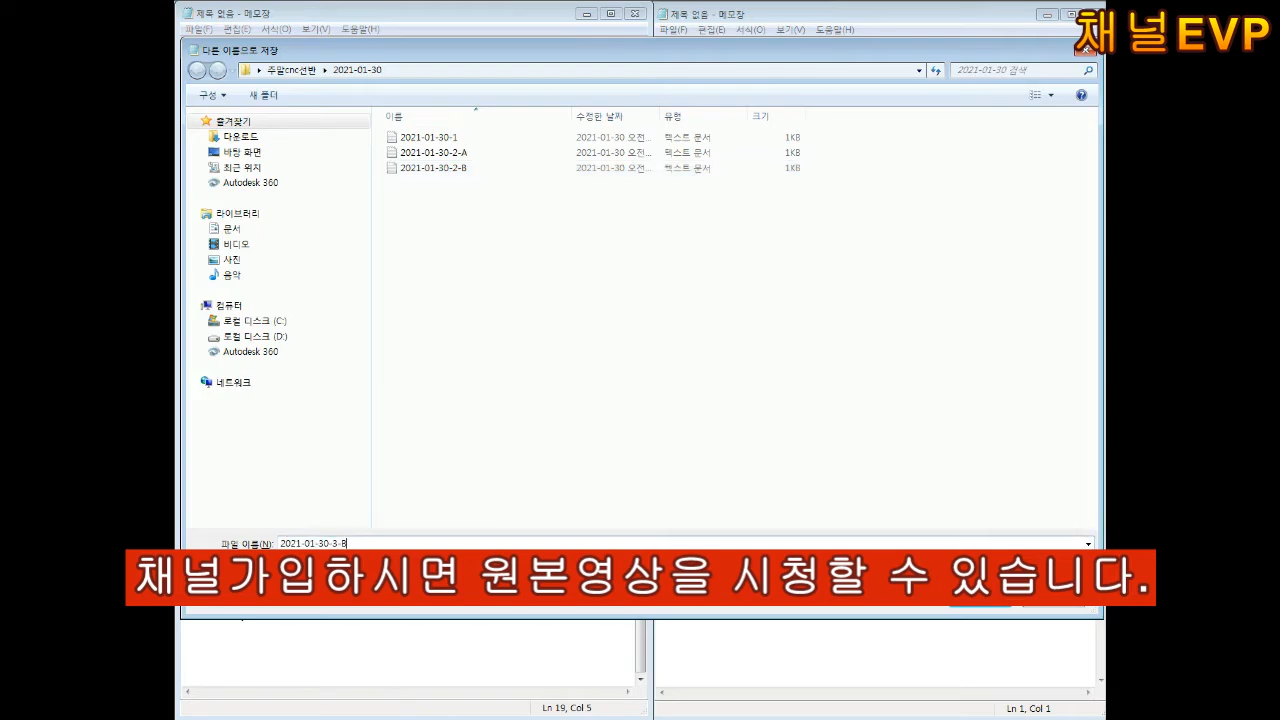 제목 없음 - 메모장
제목 없음 - 메모장
채널EVP
파일(F) 편집(E) 서식(O) 보기(V) 도움말(H)
파일(F) 편집(E) 서식(O) 보기(V) 도움말(H)
다른 이름으로 저장
주말cnc선반 2021-01-30
2021-01-30 검색
구성 새 폴더
이름 수정한 날짜 유형 크기
즐겨찾기
다운로드
바탕 화면
최근 위치
Autodesk 360
라이브러리
문서
비디오
사진
음악
컴퓨터
로컬 디스크 (C:)
로컬 디스크 (D:)
Autodesk 360
네트워크
2021-01-30-1 2021-01-30 오전... 텍스트 문서 1KB
2021-01-30-2-A 2021-01-30 오전... 텍스트 문서 1KB
2021-01-30-2-B 2021-01-30 오전... 텍스트 문서 1KB
파일 이름(N): 2021-01-30-3-B
채널가입하시면 원본영상을 시청할 수 있습니다.
Ln 19, Col 5
Ln 1, Col 1